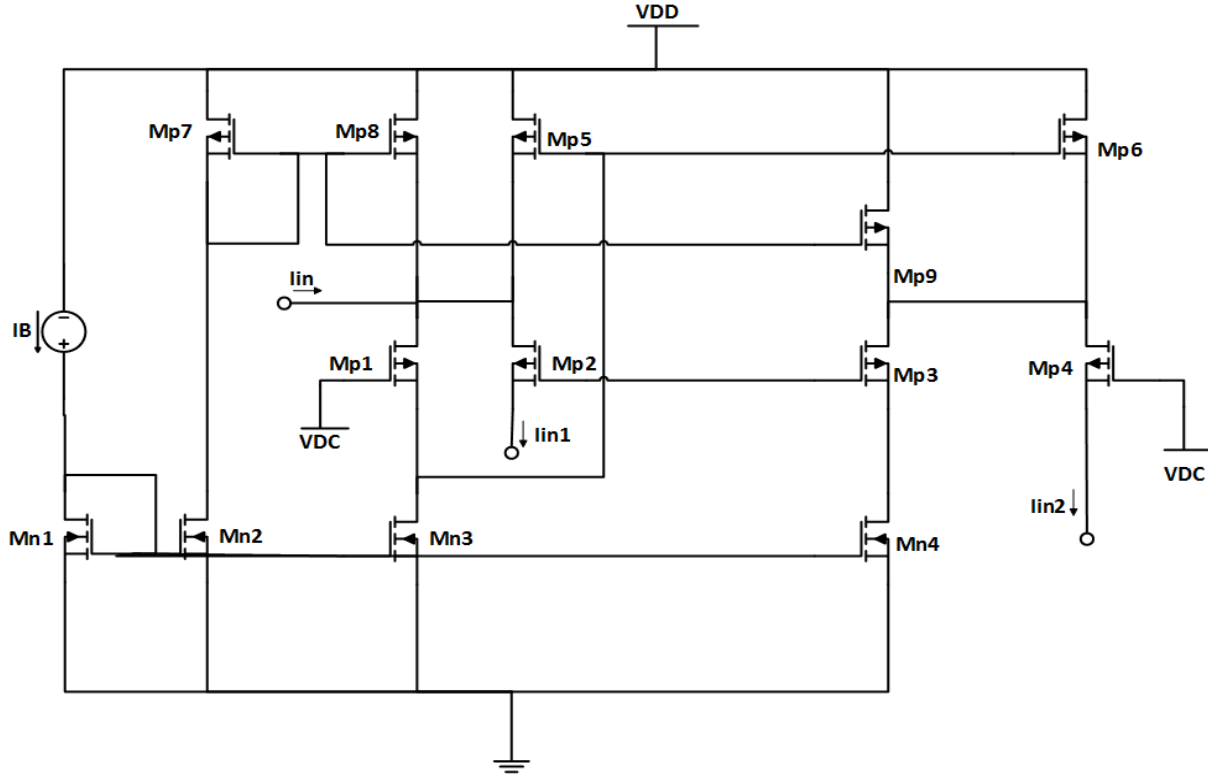 VDD
Mp7
Mp8
Mp5
Mp6
Mp9
Iin
IB
−
+
Mp1
Mp2
Mp3
Mp4
VDC
Iin1
VDC
Iin2
Mn1
Mn2
Mn3
Mn4